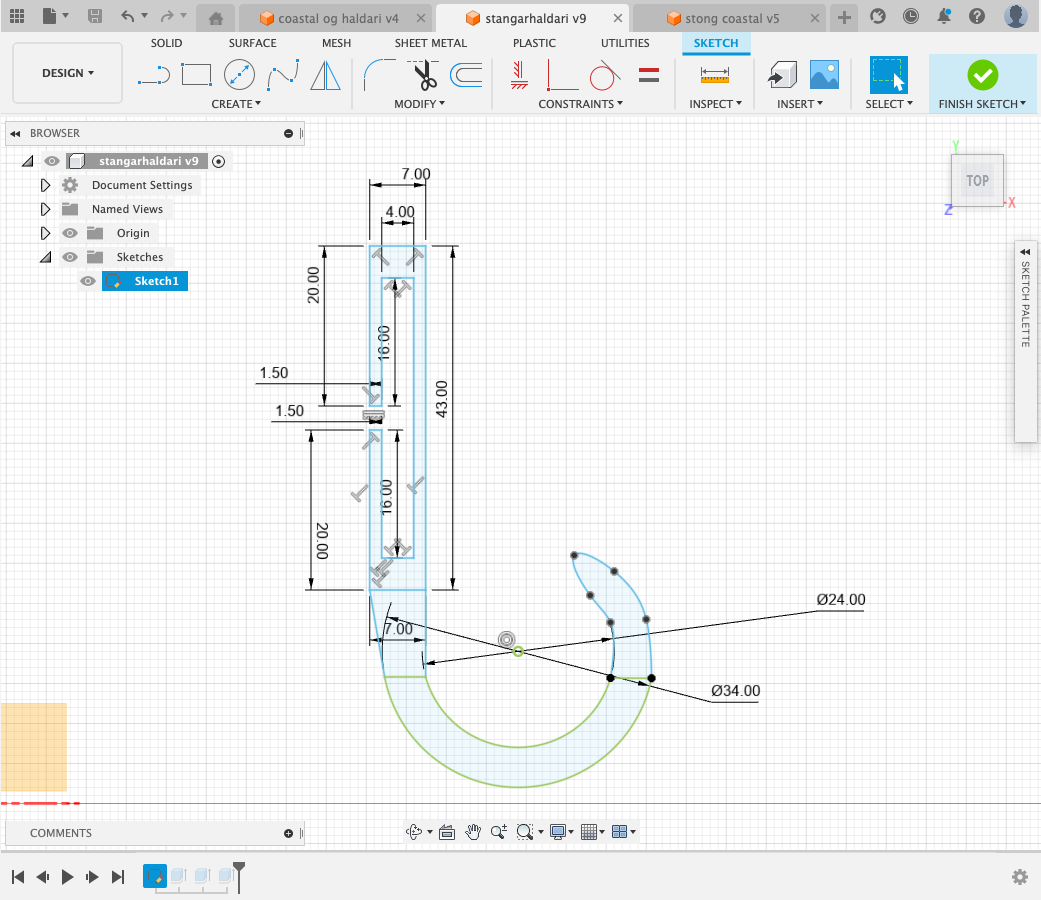 coastal og haldari v4
stangarhaldari v9
stong coastal v5
SOLID SURFACE MESH SHEET METAL PLASTIC UTILITIES SKETCH
DESIGN
CREATE MODIFY CONSTRAINTS INSPECT INSERT SELECT FINISH SKETCH
BROWSER
stangarhaldari v9
Document Settings
Named Views
Origin
Sketches
Sketch1
Y
TOP
X
Z
SKETCH PALETTE
7.00
4.00
20.00
16.00
1.50
43.00
1.50
16.00
20.00
7.00
Ø24.00
Ø34.00
COMMENTS